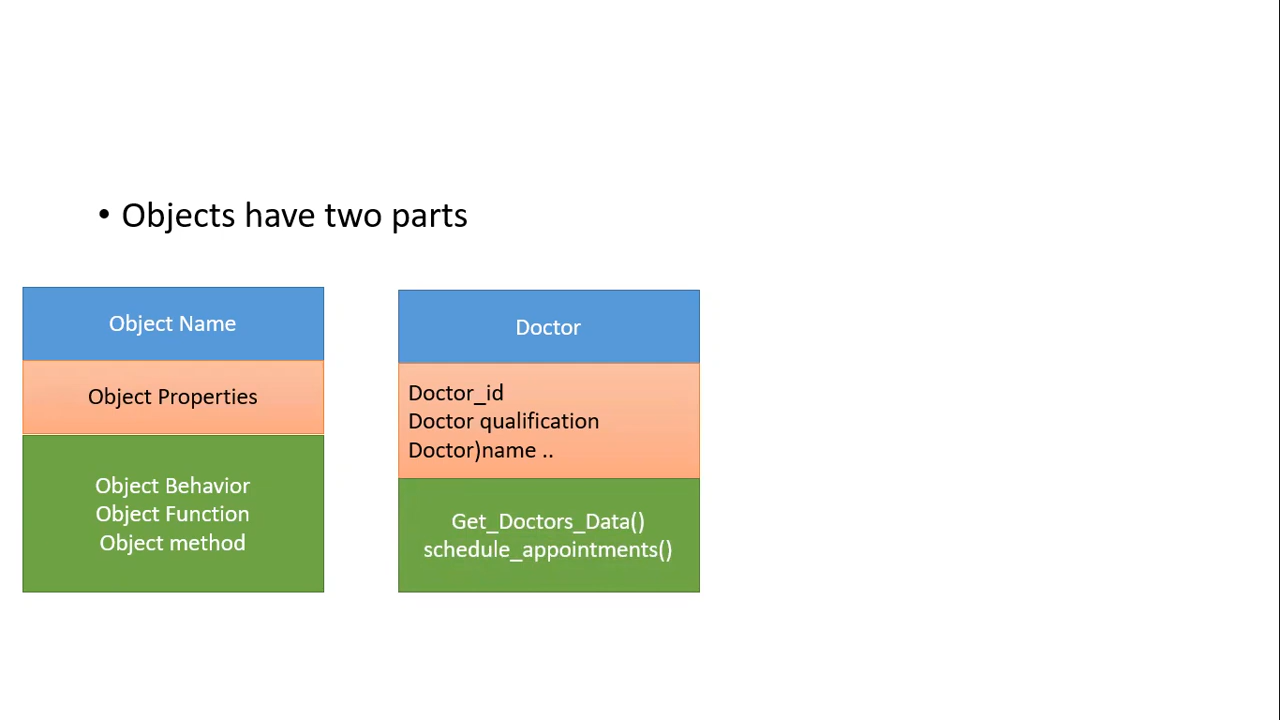 • Objects have two parts
Object Name
Object Properties
Object Behavior
Object Function
Object method
Doctor
Doctor_id
Doctor qualification
Doctor)name ..
Get_Doctors_Data()
schedule_appointments()